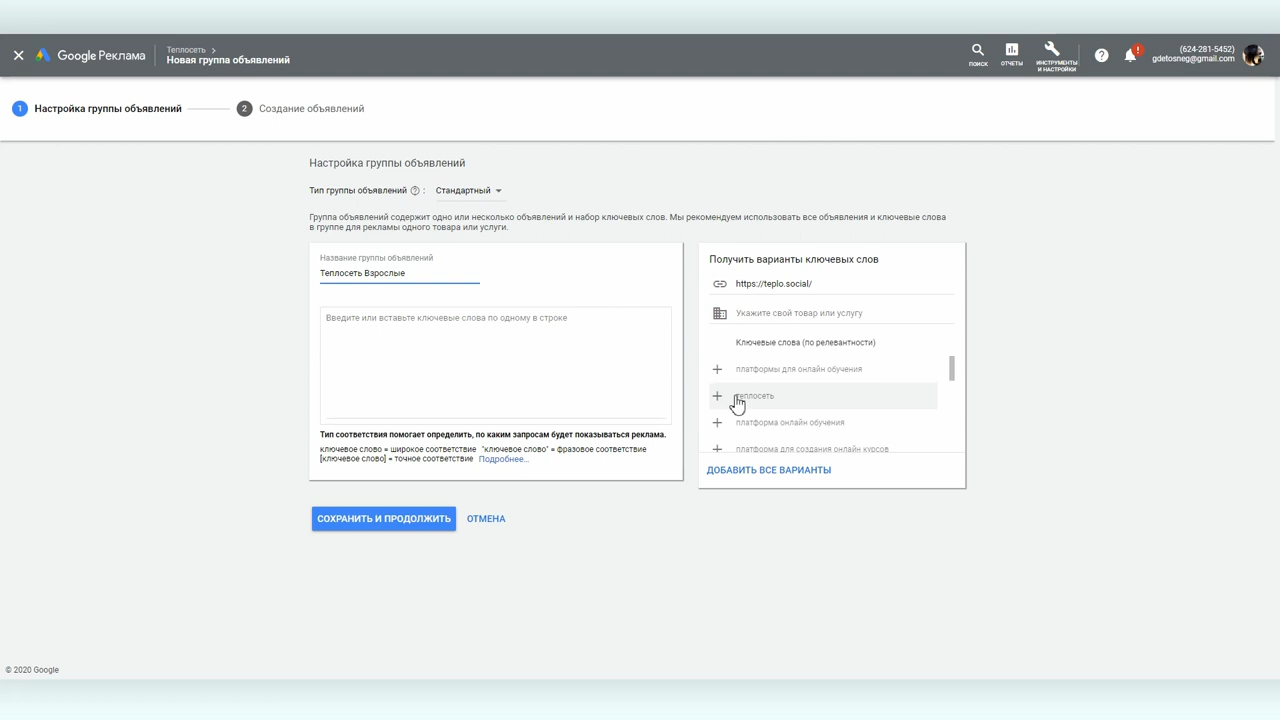 Google Реклама
Теплосеть >
Новая группа объявлений
ПОИСК
ОТЧЕТЫ
ИНСТРУМЕНТЫ
И НАСТРОЙКИ
?
!
(624-281-5452)
gdetosneg@gmail.com
1 Настройка группы объявлений
2 Создание объявлений
Настройка группы объявлений
Тип группы объявлений ? : Стандартный
Группа объявлений содержит одно или несколько объявлений и набор ключевых слов. Мы рекомендуем использовать все объявления и ключевые слова
в группе для рекламы одного товара или услуги.
Название группы объявлений
Теплосеть Взрослые
Введите или вставьте ключевые слова по одному в строке
Тип соответствия помогает определить, по каким запросам будет показываться реклама.
ключевое слово = широкое соответствие "ключевое слово" = фразовое соответствие
[ключевое слово] = точное соответствие Подробнее...
Получить варианты ключевых слов
https://teplo.social/
Укажите свой товар или услугу
Ключевые слова (по релевантности)
+ платформы для онлайн обучения
+ теплосеть
+ платформа онлайн обучения
+ платформа для создания онлайн курсов
ДОБАВИТЬ ВСЕ ВАРИАНТЫ
СОХРАНИТЬ И ПРОДОЛЖИТЬ
ОТМЕНА
© 2020 Google